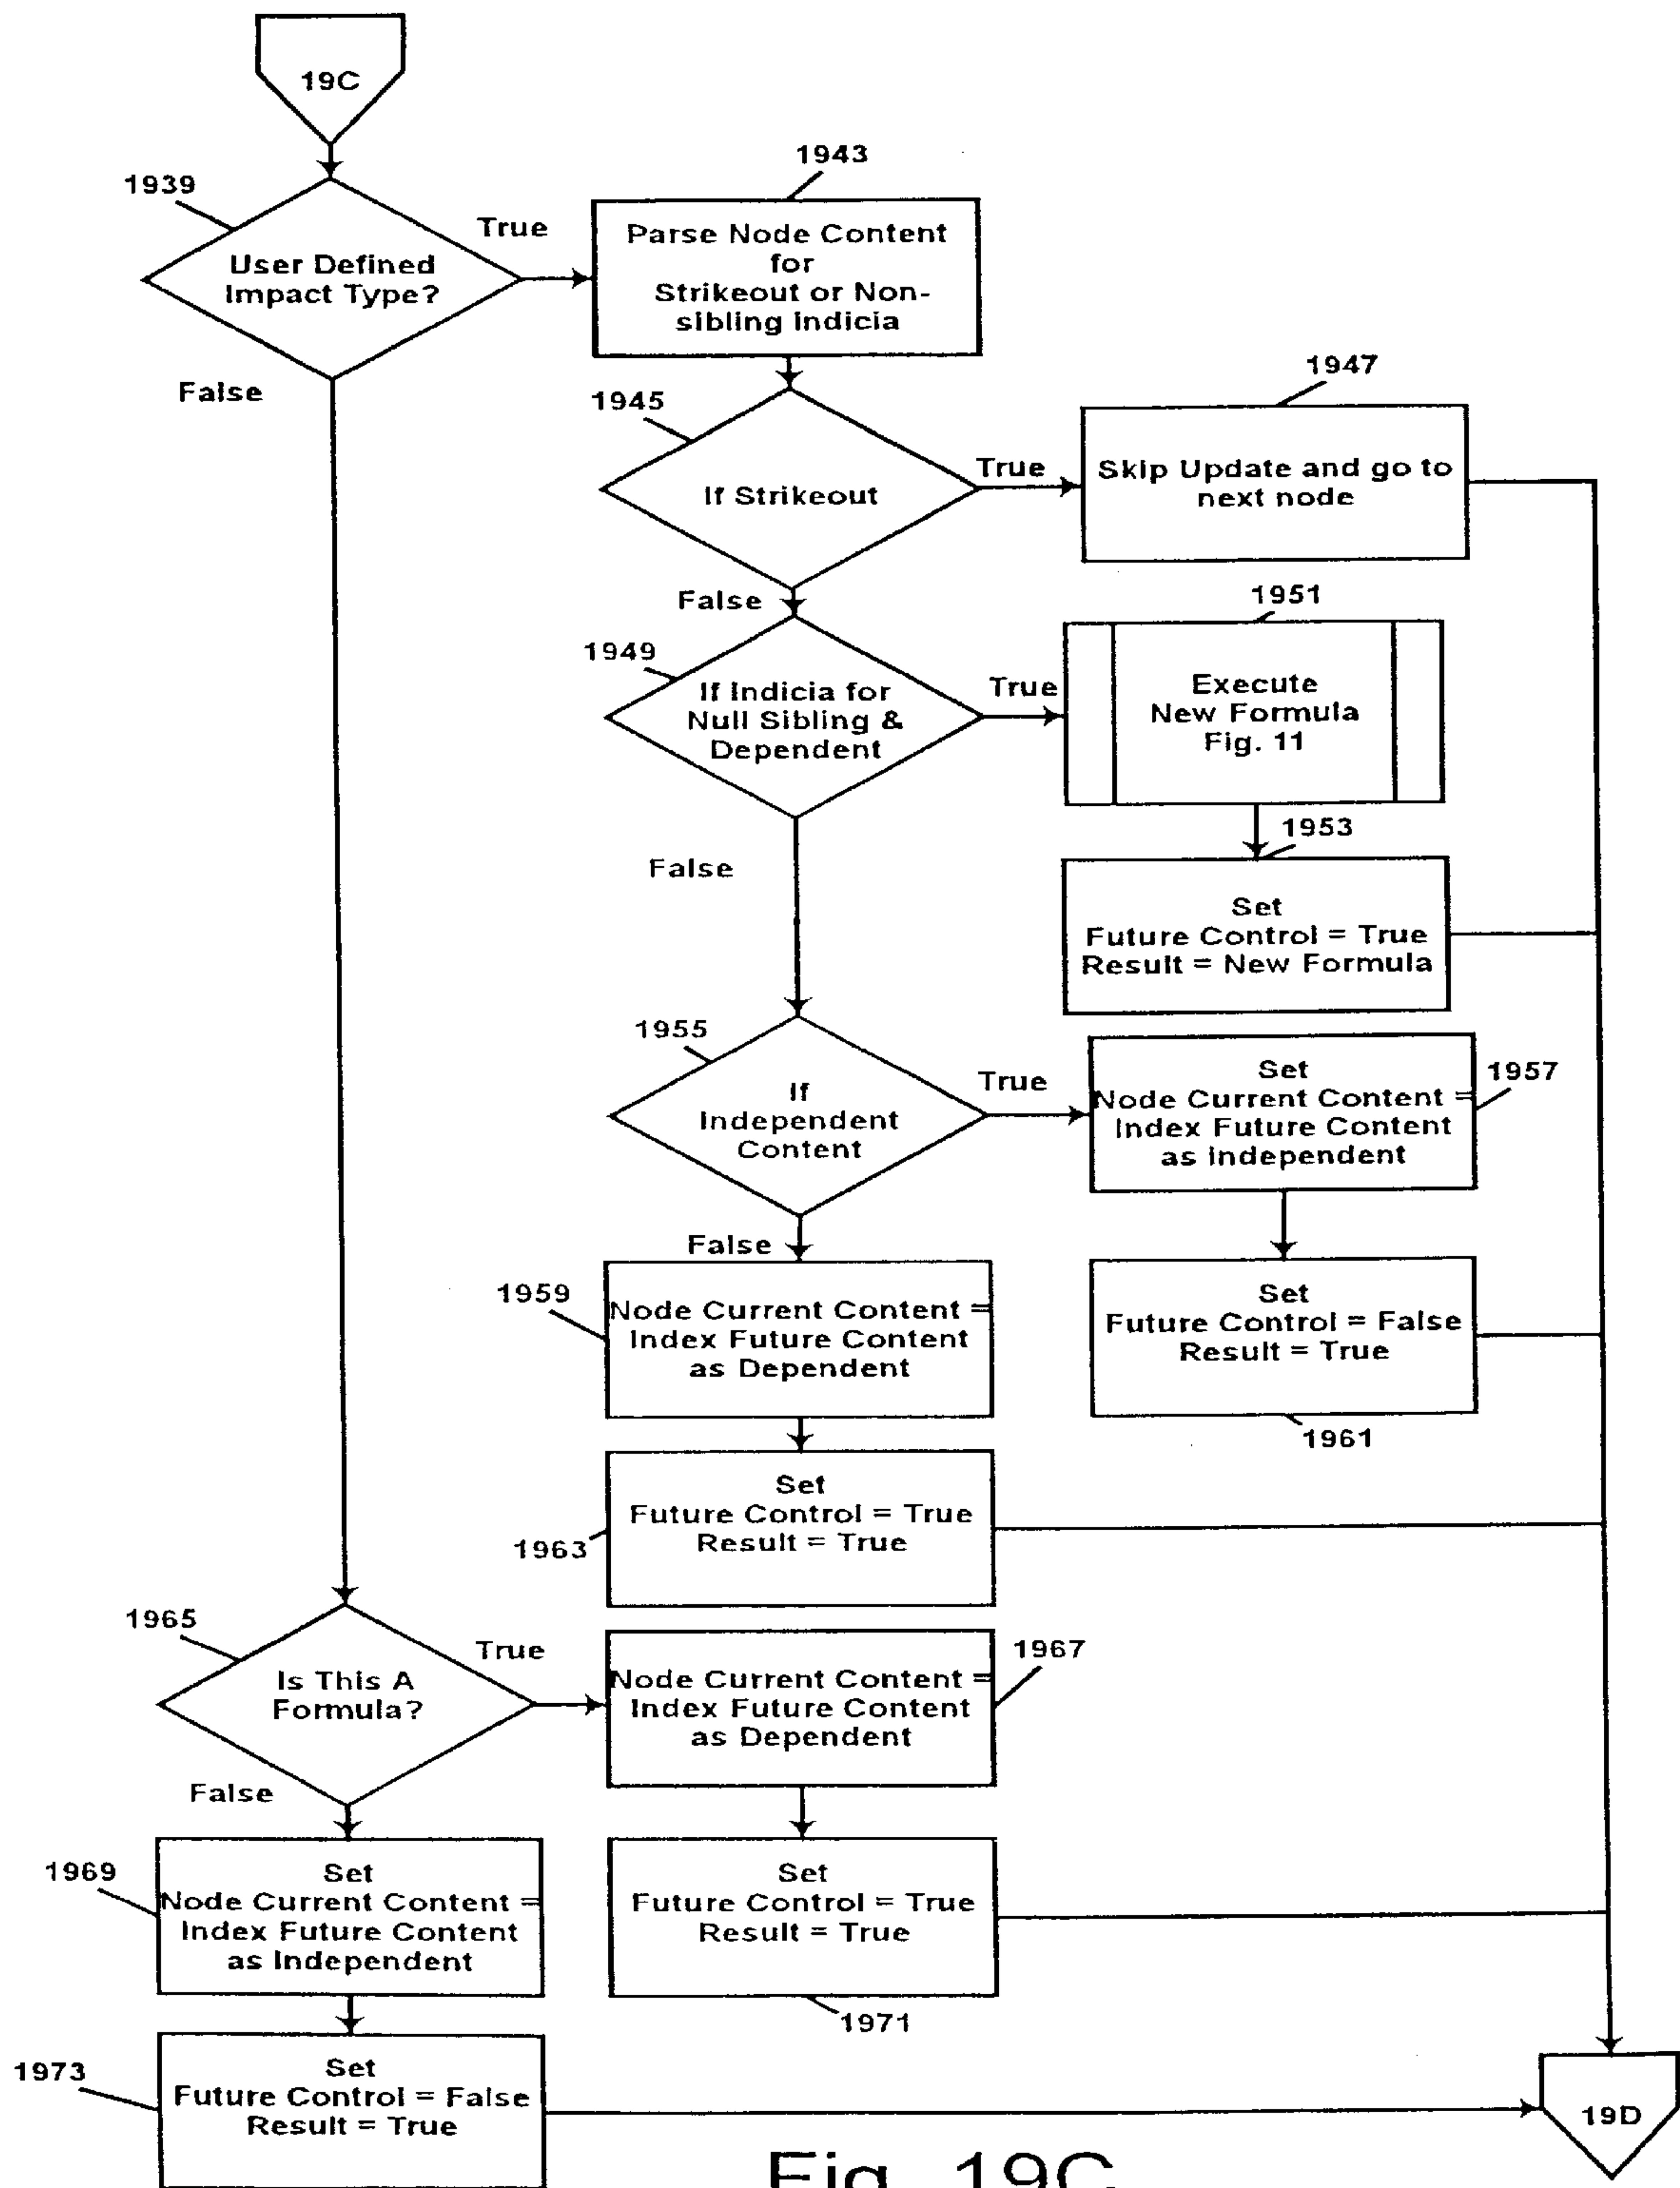 19C
1943
1939
True
Parse Node Content
for
Strikeout or Non-
sibling Indicia
User Defined
Impact Type?
False
1947
1945
True
Skip Update and go to
next node
If Strikeout
False
1951
1949
True
If Indicia for
Null Sibling &
Dependent
Execute
New Formula
Fig. 11
1953
False
Set
Future Control = True
Result = New Formula
1955
True
Set
Node Current Content =
Index Future Content
as Independent
1957
If
Independent
Content
False
1959
Node Current Content =
Index Future Content
as Dependent
Set
Future Control = False
Result = True
1961
Set
Future Control = True
Result = True
1963
1965
True
1967
Is This A
Formula?
Node Current Content =
Index Future Content
as Dependent
False
1969
Set
Node Current Content =
Index Future Content
as Independent
Set
Future Control = True
Result = True
1971
1973
Set
Future Control = False
Result = True
19D
Fig. 19C